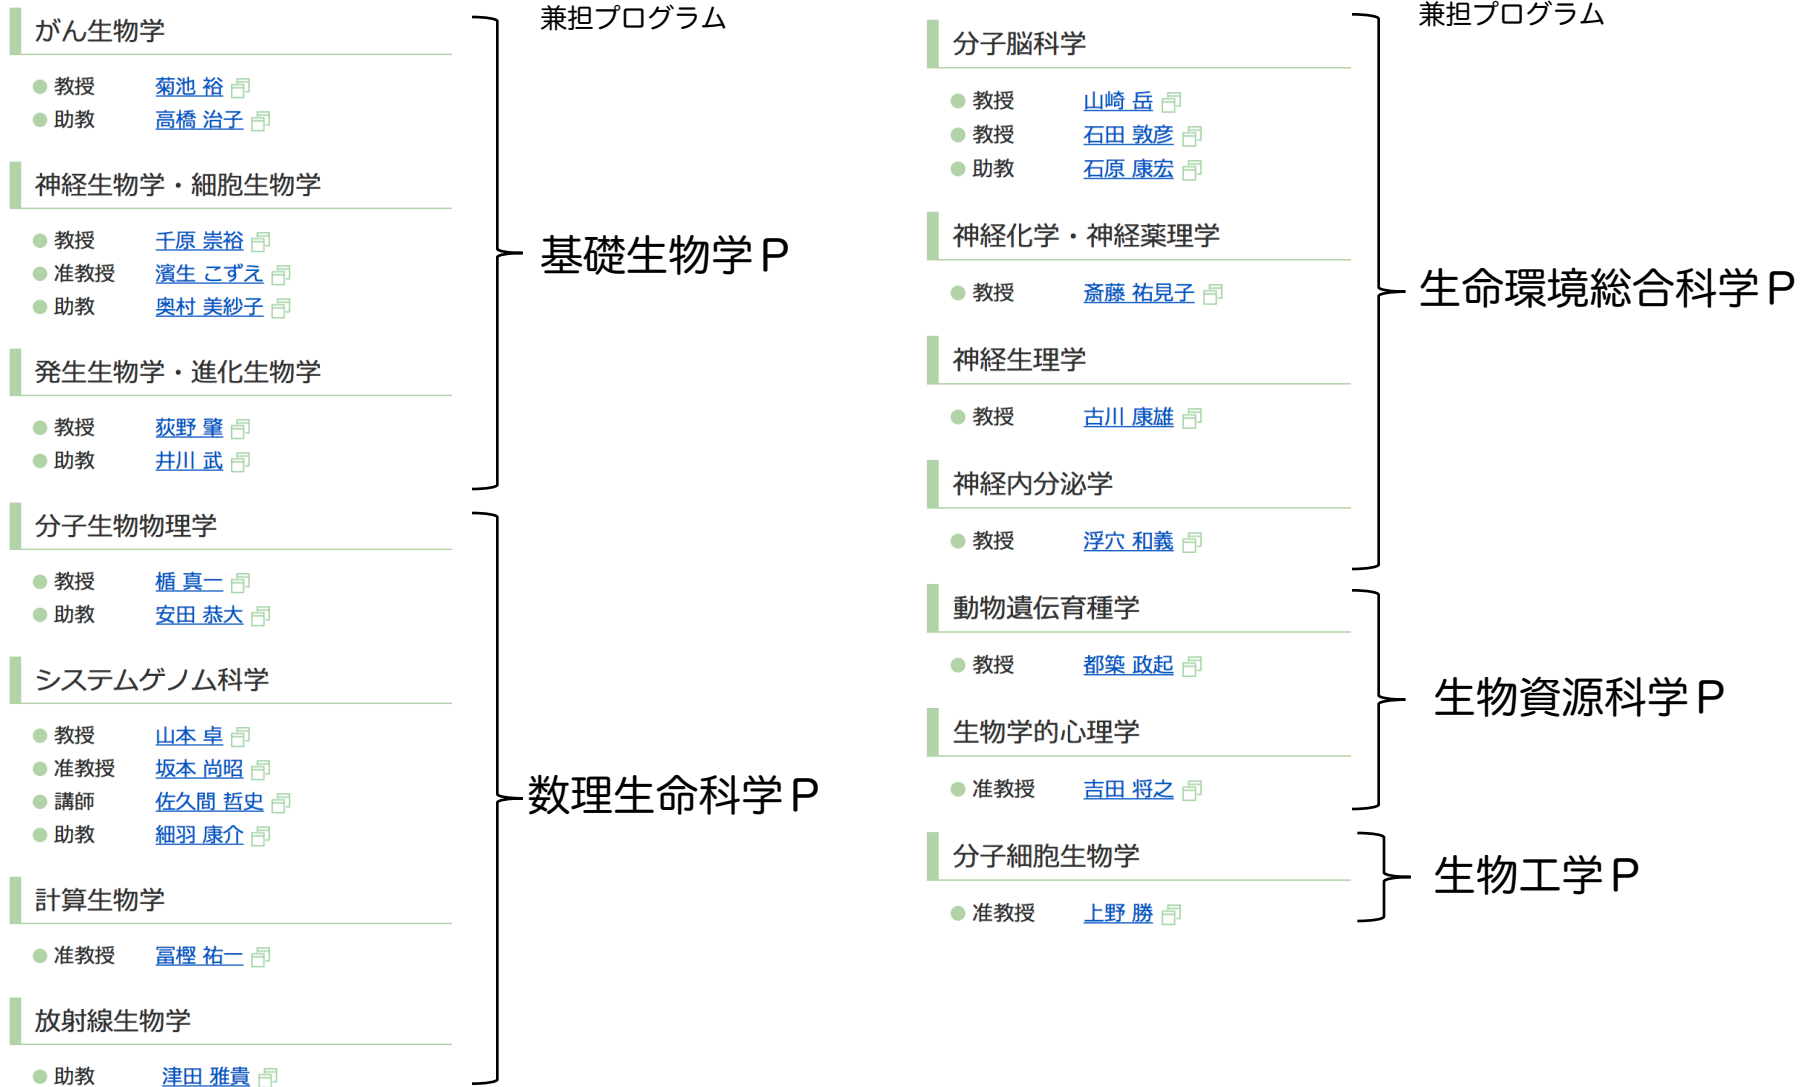 兼担プログラム
がん生物学
教授 菊池 裕
助教 高橋 治子
神経生物学・細胞生物学
教授 千原 崇裕
准教授 濱生 こずえ
助教 奥村 美紗子
発生生物学・進化生物学
教授 荻野 肇
助教 井川 武
基礎生物学P
分子生物物理学
教授 楯 真一
助教 安田 恭大
システムゲノム科学
教授 山本 卓
准教授 坂本 尚昭
講師 佐久間 哲史
助教 細羽 康介
計算生物学
准教授 冨樫 祐一
放射線生物学
助教 津田 雅貴
数理生命科学P
兼担プログラム
分子脳科学
教授 山崎 岳
教授 石田 敦彦
助教 石原 康宏
神経化学・神経薬理学
教授 斎藤 祐見子
神経生理学
教授 古川 康雄
神経内分泌学
教授 浮穴 和義
生命環境総合科学P
動物遺伝育種学
教授 都築 政起
生物学的心理学
准教授 吉田 将之
生物資源科学P
分子細胞生物学
准教授 上野 勝
生物工学P